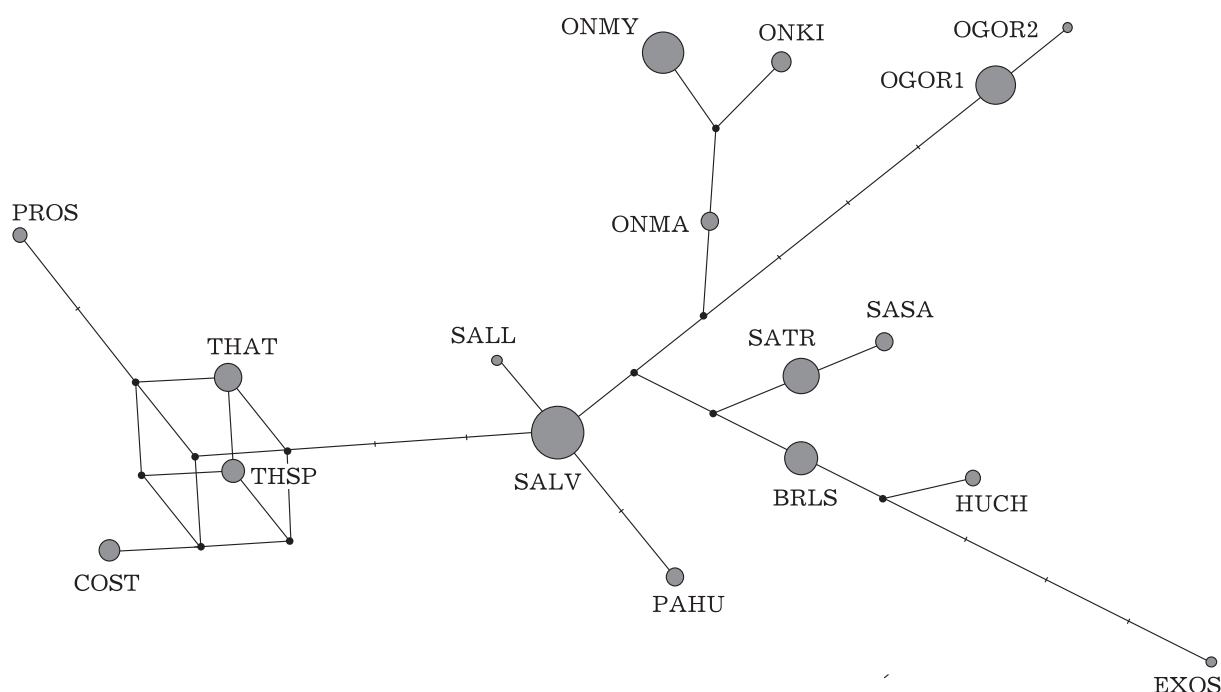 ONMY
ONKI
OGOR2
OGOR1
PROS
ONMA
SASA
SALL
SATR
THAT
THSP
SALV
BRLS
HUCH
COST
PAHU
EXOS